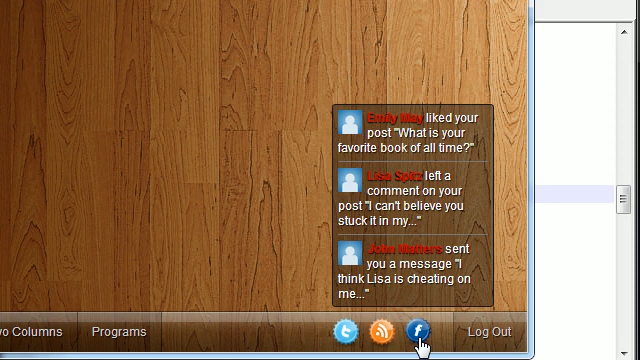 Emily May liked your
post "What is your
favorite book of all time?"
Lisa Spitz left a
comment on your
post "I can't believe you
stuck it in my..."
John Matters sent
you a message "I
think Lisa is cheating on
me..."
wo Columns
Programs
Log Out